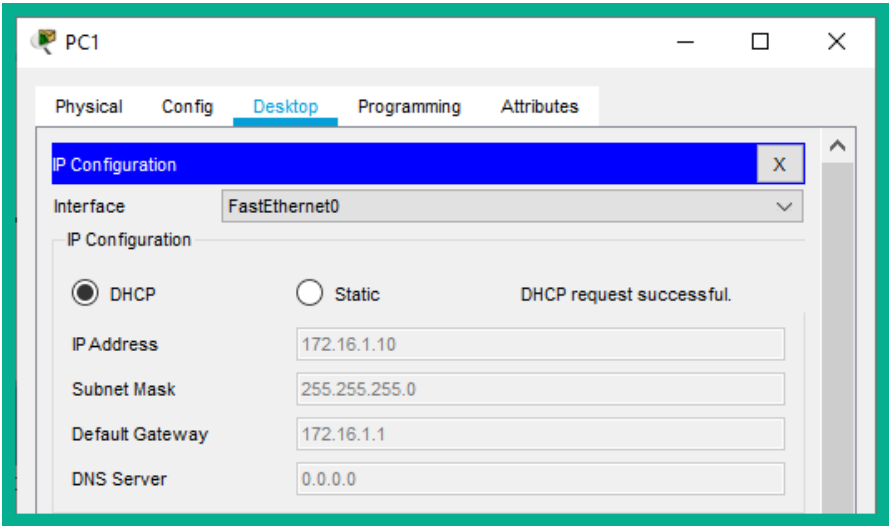 PC1
Physical Config Desktop Programming Attributes
IP Configuration X
Interface FastEthernet0
IP Configuration
DHCP Static DHCP request successful.
IP Address 172.16.1.10
Subnet Mask 255.255.255.0
Default Gateway 172.16.1.1
DNS Server 0.0.0.0